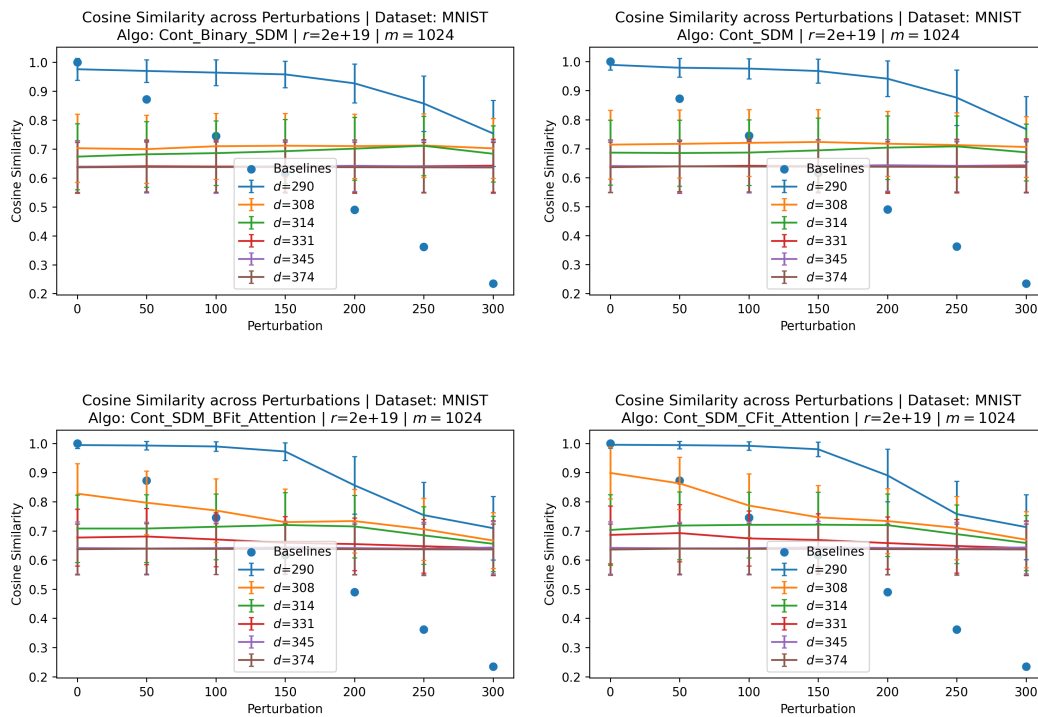 Cosine Similarity across Perturbations | Dataset: MNIST
Algo: Cont_Binary_SDM | r=2e+19 | m = 1024
Cosine Similarity
1.0
0.9
0.8
0.7
0.6
0.5
0.4
0.3
0.2
Baselines
d=290
d=308
d=314
d=331
d=345
d=374
0 50 100 150 200 250 300
Perturbation
Cosine Similarity across Perturbations | Dataset: MNIST
Algo: Cont_SDM | r=2e+19 | m = 1024
Cosine Similarity
1.0
0.9
0.8
0.7
0.6
0.5
0.4
0.3
0.2
Baselines
d=290
d=308
d=314
d=331
d=345
d=374
0 50 100 150 200 250 300
Perturbation
Cosine Similarity across Perturbations | Dataset: MNIST
Algo: Cont_SDM_BFit_Attention | r=2e+19 | m = 1024
Cosine Similarity
1.0
0.9
0.8
0.7
0.6
0.5
0.4
0.3
0.2
Baselines
d=290
d=308
d=314
d=331
d=345
d=374
0 50 100 150 200 250 300
Perturbation
Cosine Similarity across Perturbations | Dataset: MNIST
Algo: Cont_SDM_CFit_Attention | r=2e+19 | m = 1024
Cosine Similarity
1.0
0.9
0.8
0.7
0.6
0.5
0.4
0.3
0.2
Baselines
d=290
d=308
d=314
d=331
d=345
d=374
0 50 100 150 200 250 300
Perturbation